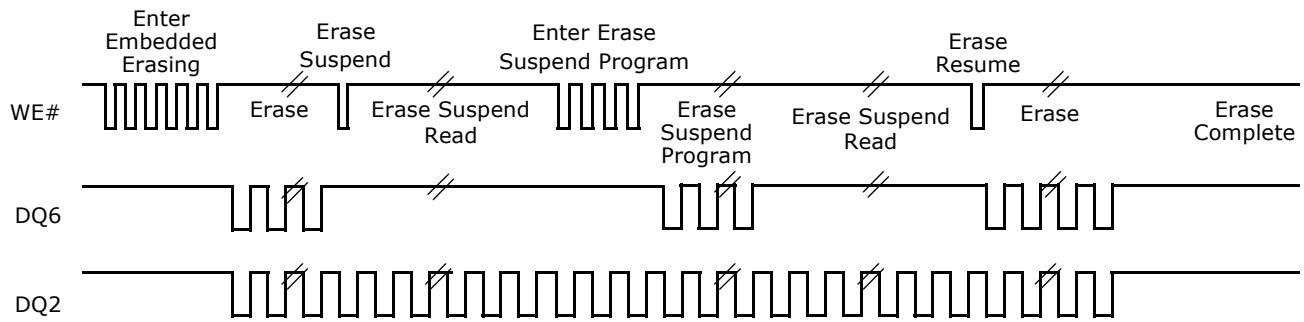 Enter
Embedded
Erasing
Erase
Suspend
Enter Erase
Suspend Program
Erase
Resume
WE#
Erase
Erase Suspend
Read
Erase
Suspend
Program
Erase Suspend
Read
Erase
Erase
Complete
DQ6
DQ2